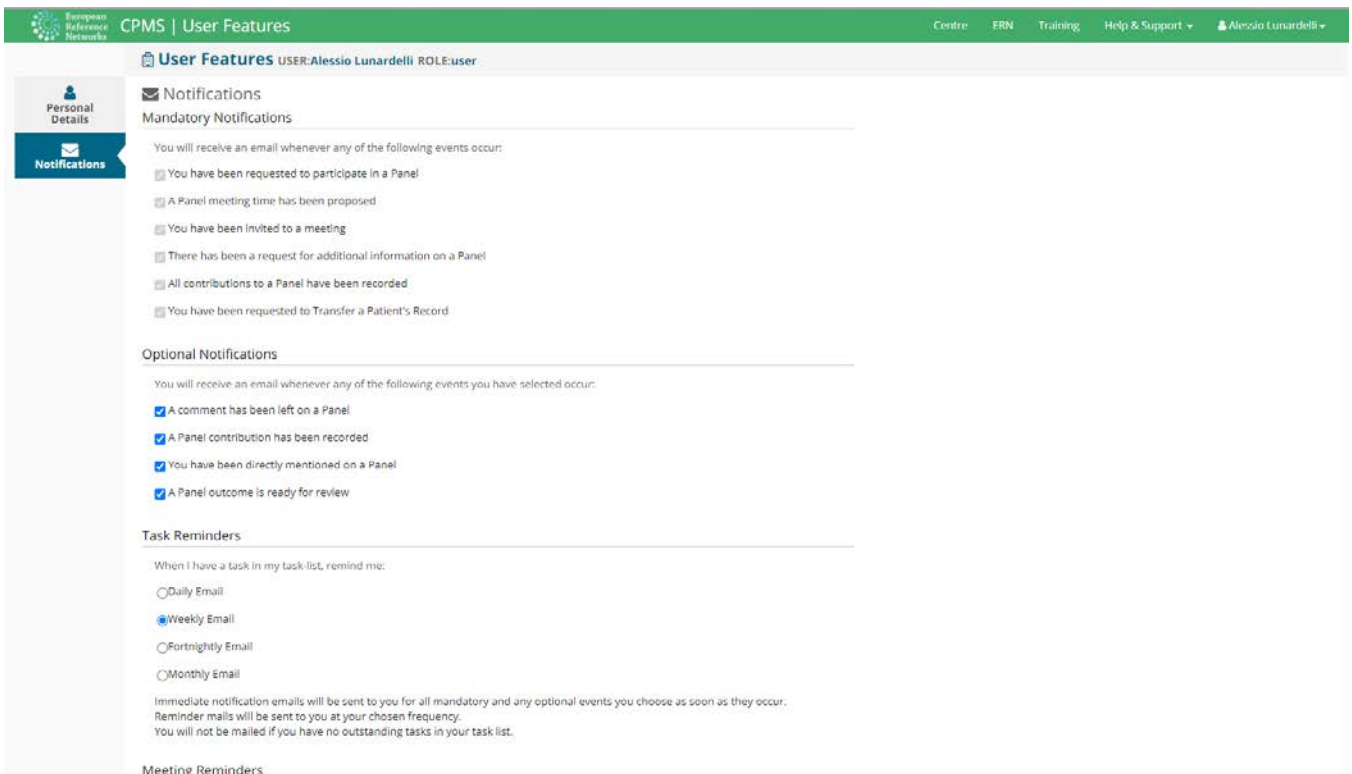 European
Reference
Networks
CPMS | User Features
Centre ERN Training Help & Support Alessio Lunardelli
User Features USER:Alessio Lunardelli ROLE:user
Personal
Details
Notifications
Notifications
Mandatory Notifications
You will receive an email whenever any of the following events occur:
You have been requested to participate in a Panel
A Panel meeting time has been proposed
You have been invited to a meeting
There has been a request for additional information on a Panel
All contributions to a Panel have been recorded
You have been requested to Transfer a Patient's Record
Optional Notifications
You will receive an email whenever any of the following events you have selected occur:
A comment has been left on a Panel
A Panel contribution has been recorded
You have been directly mentioned on a Panel
A Panel outcome is ready for review
Task Reminders
When I have a task in my task-list, remind me:
Daily Email
Weekly Email
Fortnightly Email
Monthly Email
Immediate notification emails will be sent to you for all mandatory and any optional events you choose as soon as they occur.
Reminder mails will be sent to you at your chosen frequency.
You will not be mailed if you have no outstanding tasks in your task list.
Meeting Reminders